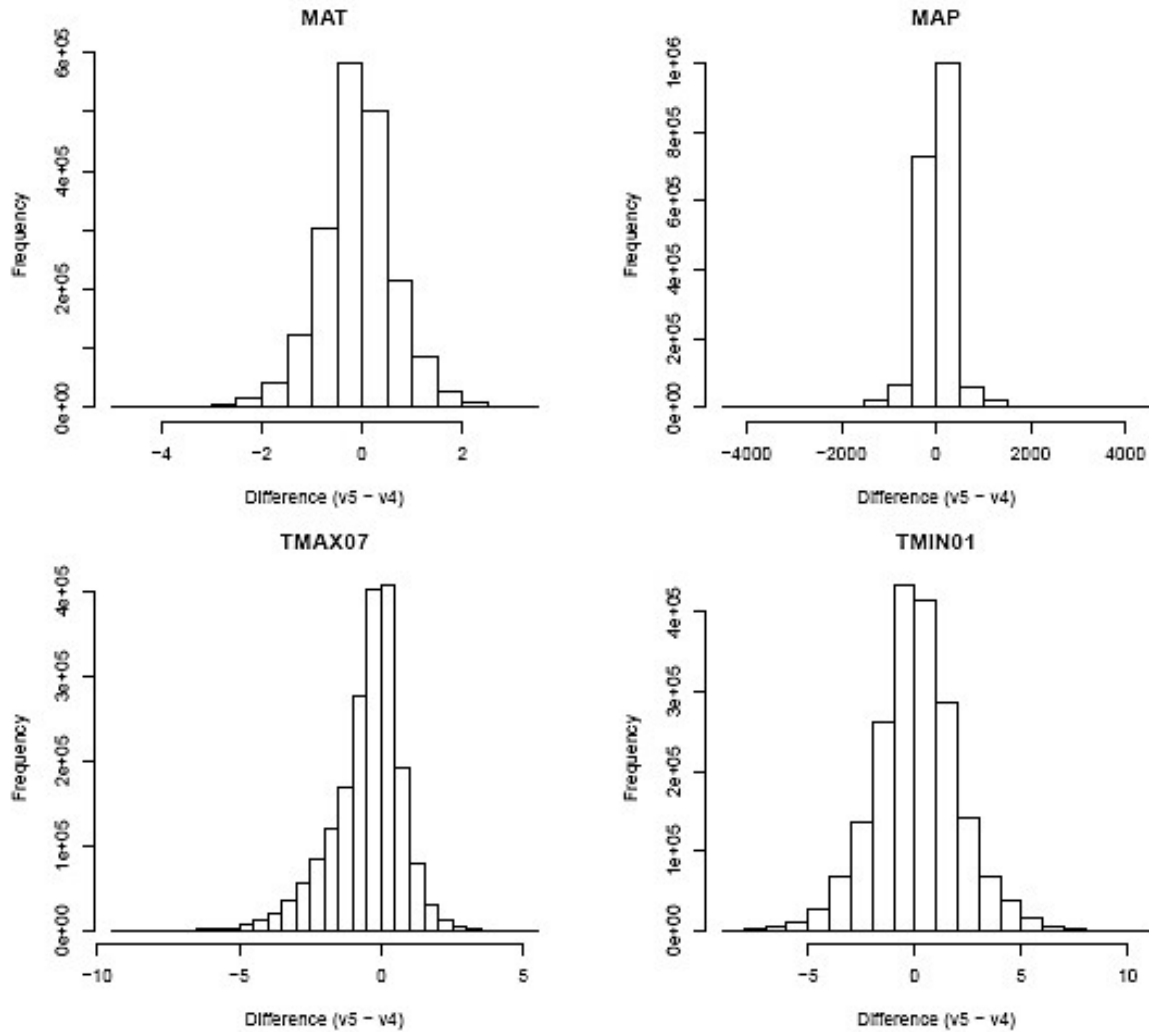 MAT
Frequency
0e+00 2e+05 4e+05 6e+05
−4 −2 0 2
Difference (v5 − v4)
MAP
Frequency
0e+00 2e+05 4e+05 6e+05 8e+05 1e+06
−4000 −2000 0 2000 4000
Difference (v5 − v4)
TMAX07
Frequency
0e+00 1e+05 2e+05 3e+05 4e+05
−10 −5 0 5
Difference (v5 − v4)
TMIN01
Frequency
0e+00 1e+05 2e+05 3e+05 4e+05
−5 0 5 10
Difference (v5 − v4)